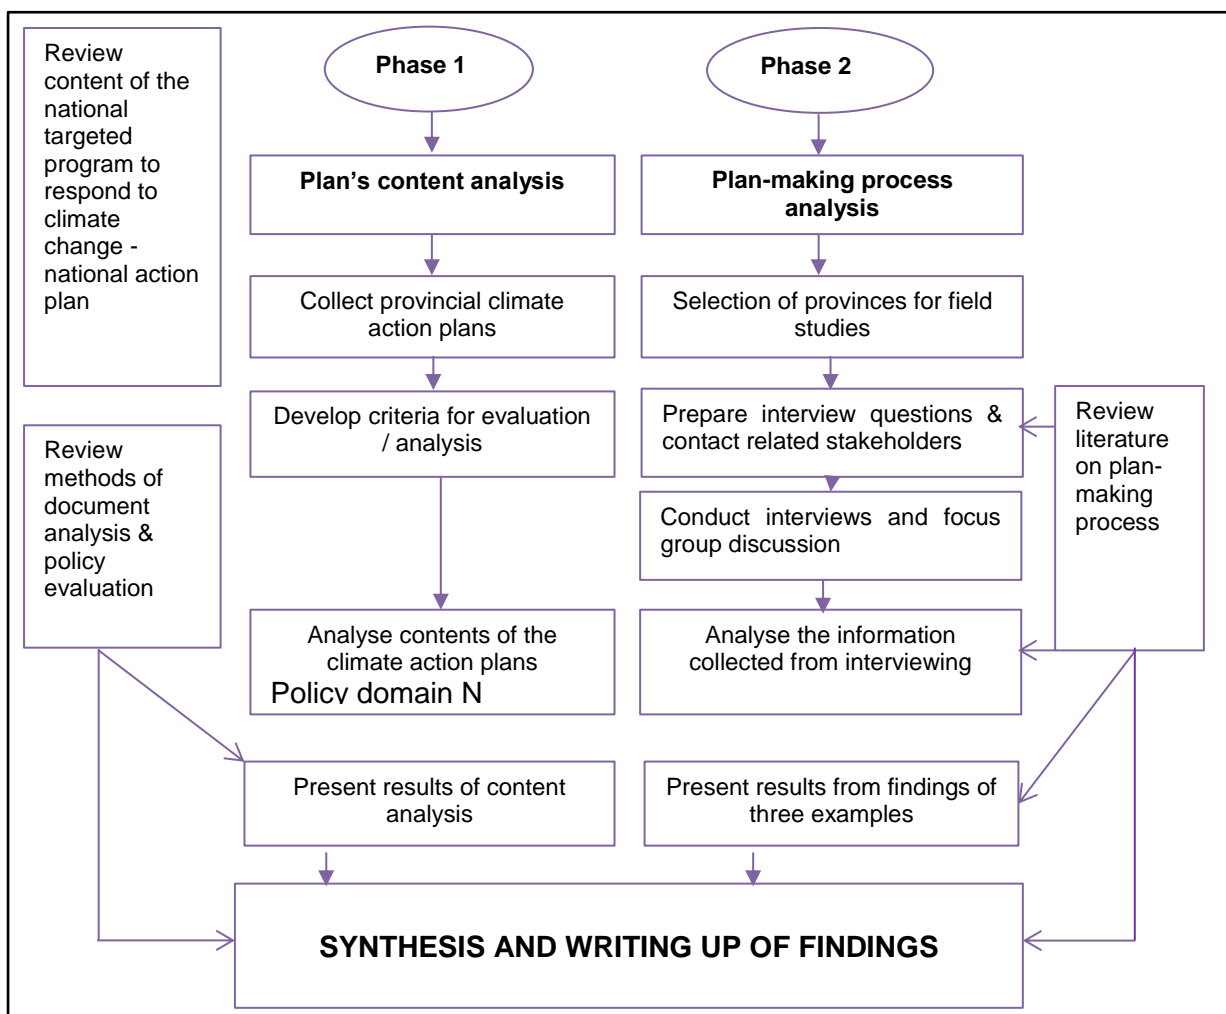 Review
content of the
national
targeted
program to
respond to
climate
change -
national action
plan
Review
methods of
document
analysis &
policy
evaluation
Phase 1
Plan’s content analysis
Collect provincial climate
action plans
Develop criteria for evaluation
/ analysis
Analyse contents of the
climate action plans
Policy domain N
Present results of content
analysis
Phase 2
Plan-making process
analysis
Selection of provinces for field
studies
Prepare interview questions &
contact related stakeholders
Conduct interviews and focus
group discussion
Analyse the information
collected from interviewing
Present results from findings of
three examples
Review
literature
on plan-
making
process
SYNTHESIS AND WRITING UP OF FINDINGS